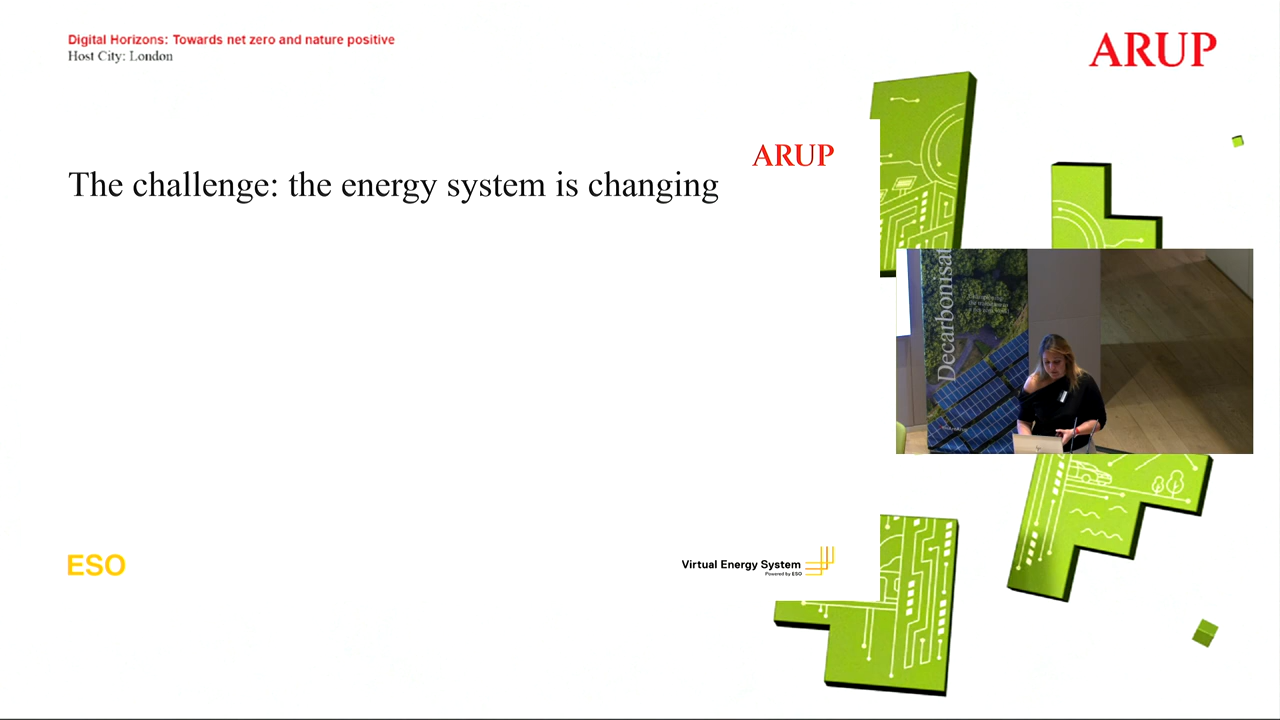 Digital Horizons: Towards net zero and nature positive
Host City: London
ARUP
ARUP
The challenge: the energy system is changing
Decarbonisat
ESO
Virtual Energy System
Powered by ESO